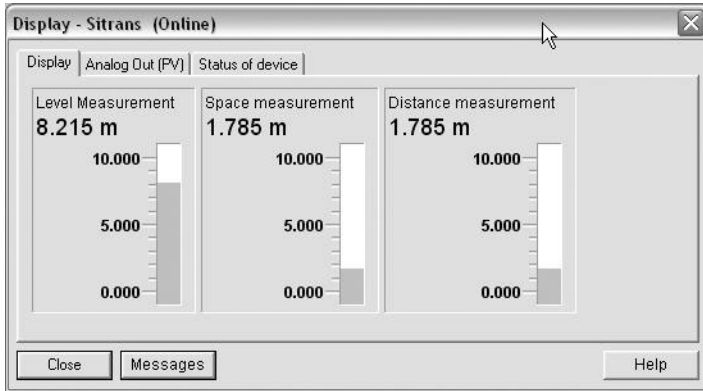 Display - Sitrans (Online)
Display
Analog Out (PV)
Status of device
Level Measurement
8.215 m
10.000
5.000
0.000
Space measurement
1.785 m
10.000
5.000
0.000
Distance measurement
1.785 m
10.000
5.000
0.000
Close
Messages
Help